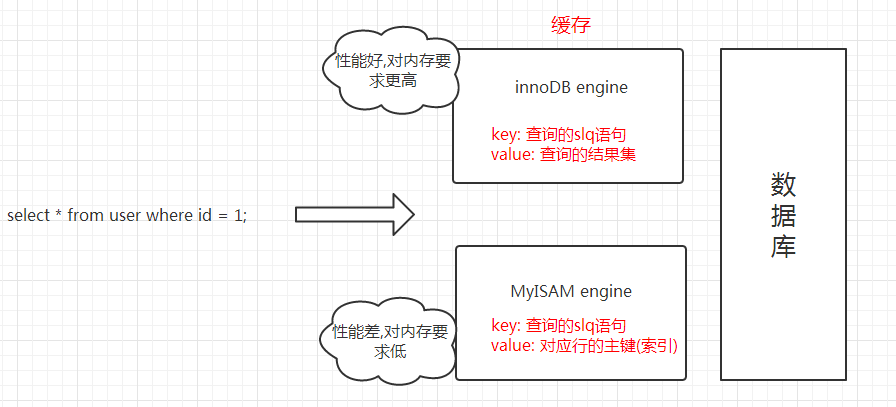 缓存
性能好,对内存要
求更高
innoDB engine
key: 查询的slq语句
value: 查询的结果集
select * from user where id = 1;
数
据
库
MyISAM engine
key: 查询的slq语句
value: 对应行的主键(索引)
性能差,对内存要
求低